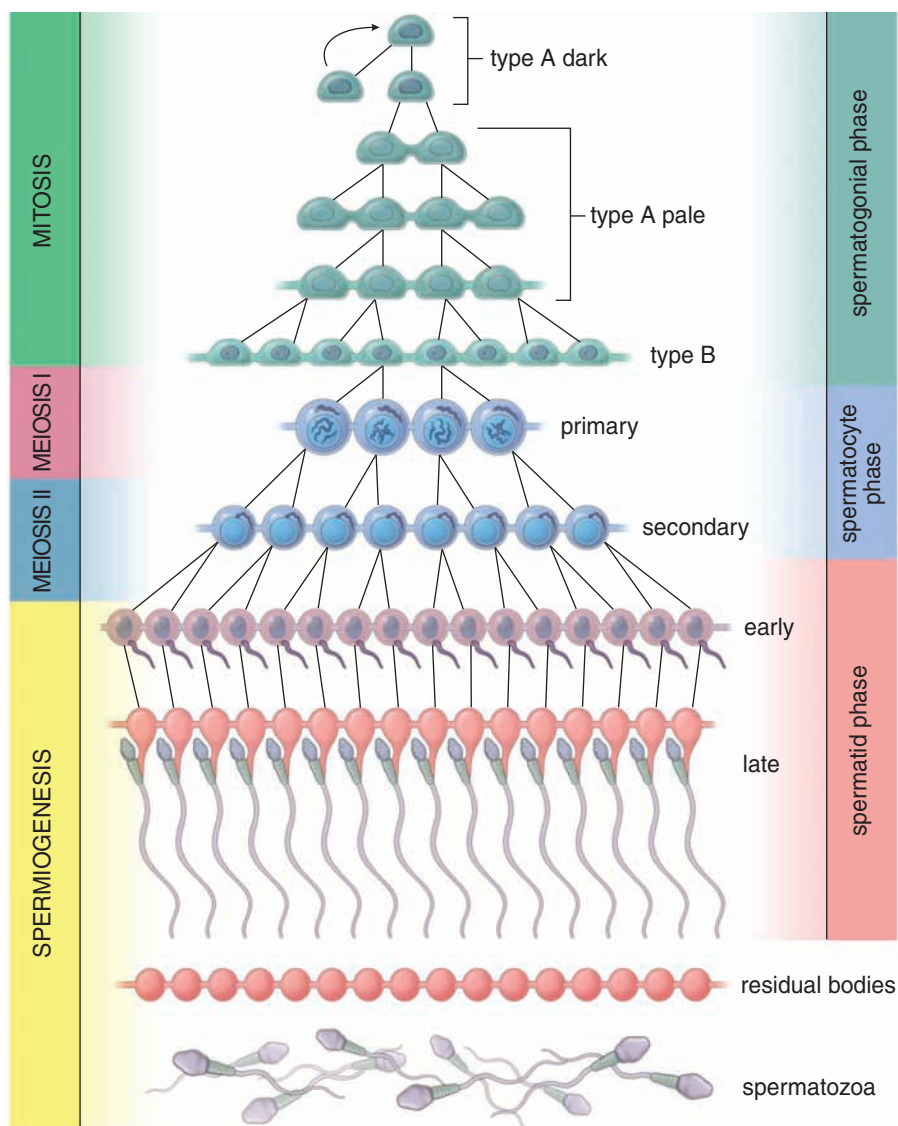 MITOSIS
MEIOSIS I
MEIOSIS II
SPERMIOGENESIS
type A dark
type A pale
type B
primary
secondary
early
late
residual bodies
spermatozoa
spermatogonial phase
spermatocyte
phase
spermatid phase